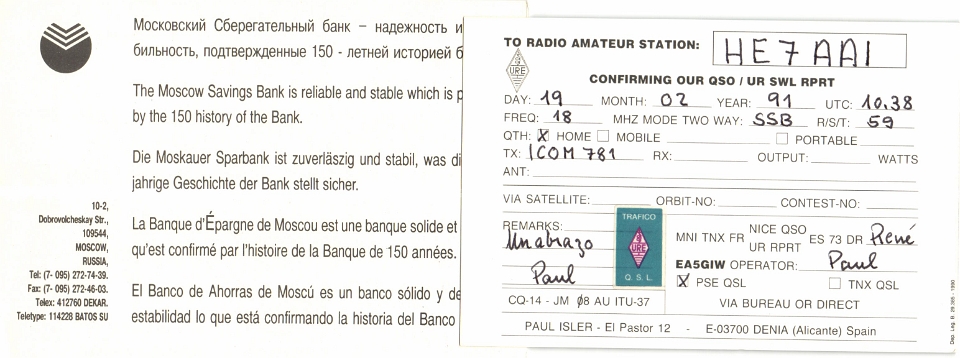 Московский Сберегательный банк – надежность и
бильность, подтвержденные 150 - летней историей б
The Moscow Savings Bank is reliable and stable which is p
by the 150 history of the Bank.
Die Moskauer Sparbank ist zuverläszig und stabil, was di
jahrige Geschichte der Bank stellt sicher.
La Banque d'Épargne de Moscou est une banque solide et
qu'est confirmé par l'histoire de la Banque de 150 années.
El Banco de Ahorras de Moscú es un banco sólido y de
estabilidad lo que está confirmando la historia del Banco
10-2,
Dobrovolcheskay Str.,
109544,
MOSCOW,
RUSSIA,
Tel: (7- 095) 272-74-39.
Fax: (7- 095) 272-46-03.
Telex: 412760 DEKAR.
Teletype: 114228 BATOS SU
TO RADIO AMATEUR STATION: HE7AA1
URE
CONFIRMING OUR QSO / UR SWL RPRT
DAY: 19 MONTH: 02 YEAR: 91 UTC: 10.38
FREQ: 18 MHZ MODE TWO WAY: SSB R/S/T: 59
QTH: X HOME MOBILE PORTABLE
TX: ICOM 781 RX: OUTPUT: WATTS
ANT:
VIA SATELLITE: ORBIT-NO: CONTEST-NO:
REMARKS:
Un abrazo
Paul
TRAFICO
URE
Q.S.L.
MNI TNX FR NICE QSO UR RPRT ES 73 DR René
EA5GIW OPERATOR: Paul
X PSE QSL TNX QSL
CQ-14 - JM Ø8 AU ITU-37 VIA BUREAU OR DIRECT
PAUL ISLER - El Pastor 12 - E-03700 DENIA (Alicante) Spain
Dep. Leg. B. 29.385 - 1990